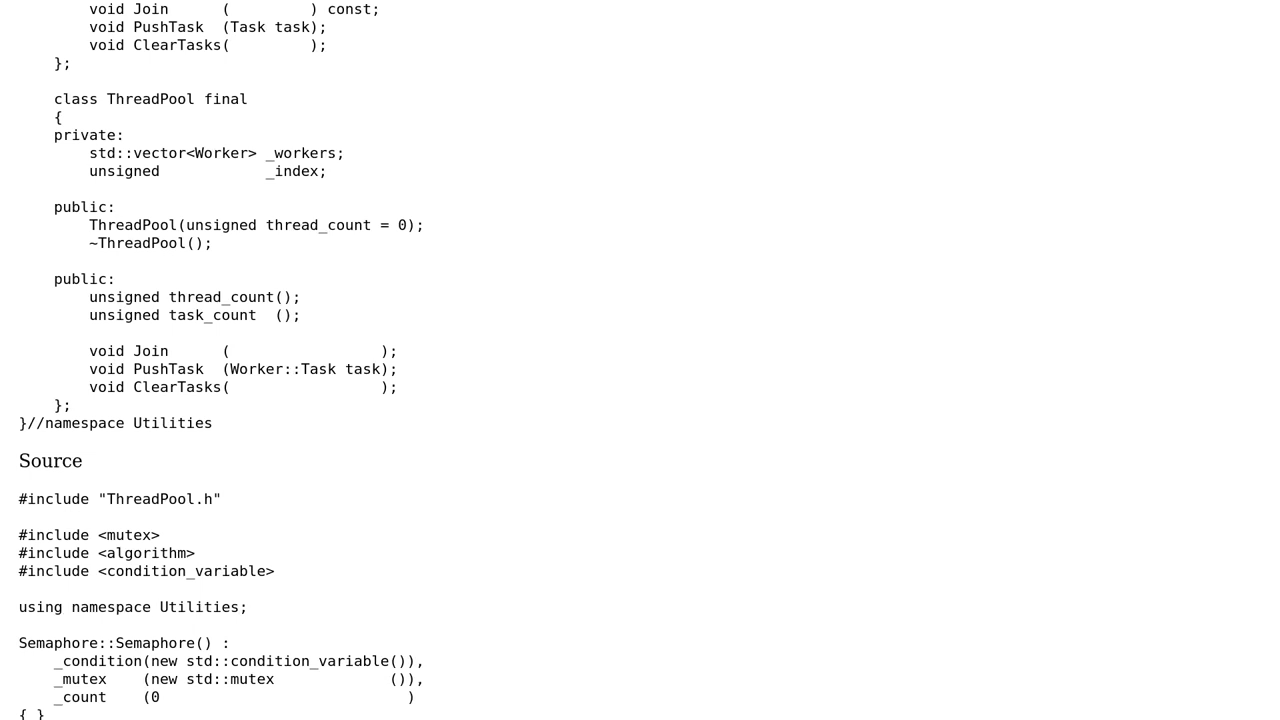 void Join      (         ) const;
        void PushTask  (Task task);
        void ClearTasks(         );
    };

    class ThreadPool final
    {
    private:
        std::vector<Worker> _workers;
        unsigned            _index;

    public:
        ThreadPool(unsigned thread_count = 0);
        ~ThreadPool();

    public:
        unsigned thread_count();
        unsigned task_count  ();

        void Join      (                 );
        void PushTask  (Worker::Task task);
        void ClearTasks(                 );
    };
}//namespace Utilities

Source

#include "ThreadPool.h"

#include <mutex>
#include <algorithm>
#include <condition_variable>

using namespace Utilities;

Semaphore::Semaphore() :
    _condition(new std::condition_variable()),
    _mutex    (new std::mutex             ()),
    _count    (0                            )
{ }